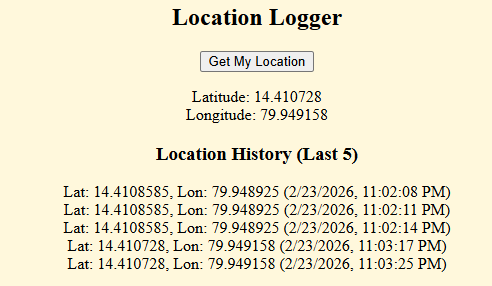 Location Logger
Get My Location
Latitude: 14.410728
Longitude: 79.949158
Location History (Last 5)
Lat: 14.4108585, Lon: 79.948925 (2/23/2026, 11:02:08 PM)
Lat: 14.4108585, Lon: 79.948925 (2/23/2026, 11:02:11 PM)
Lat: 14.4108585, Lon: 79.948925 (2/23/2026, 11:02:14 PM)
Lat: 14.410728, Lon: 79.949158 (2/23/2026, 11:03:17 PM)
Lat: 14.410728, Lon: 79.949158 (2/23/2026, 11:03:25 PM)